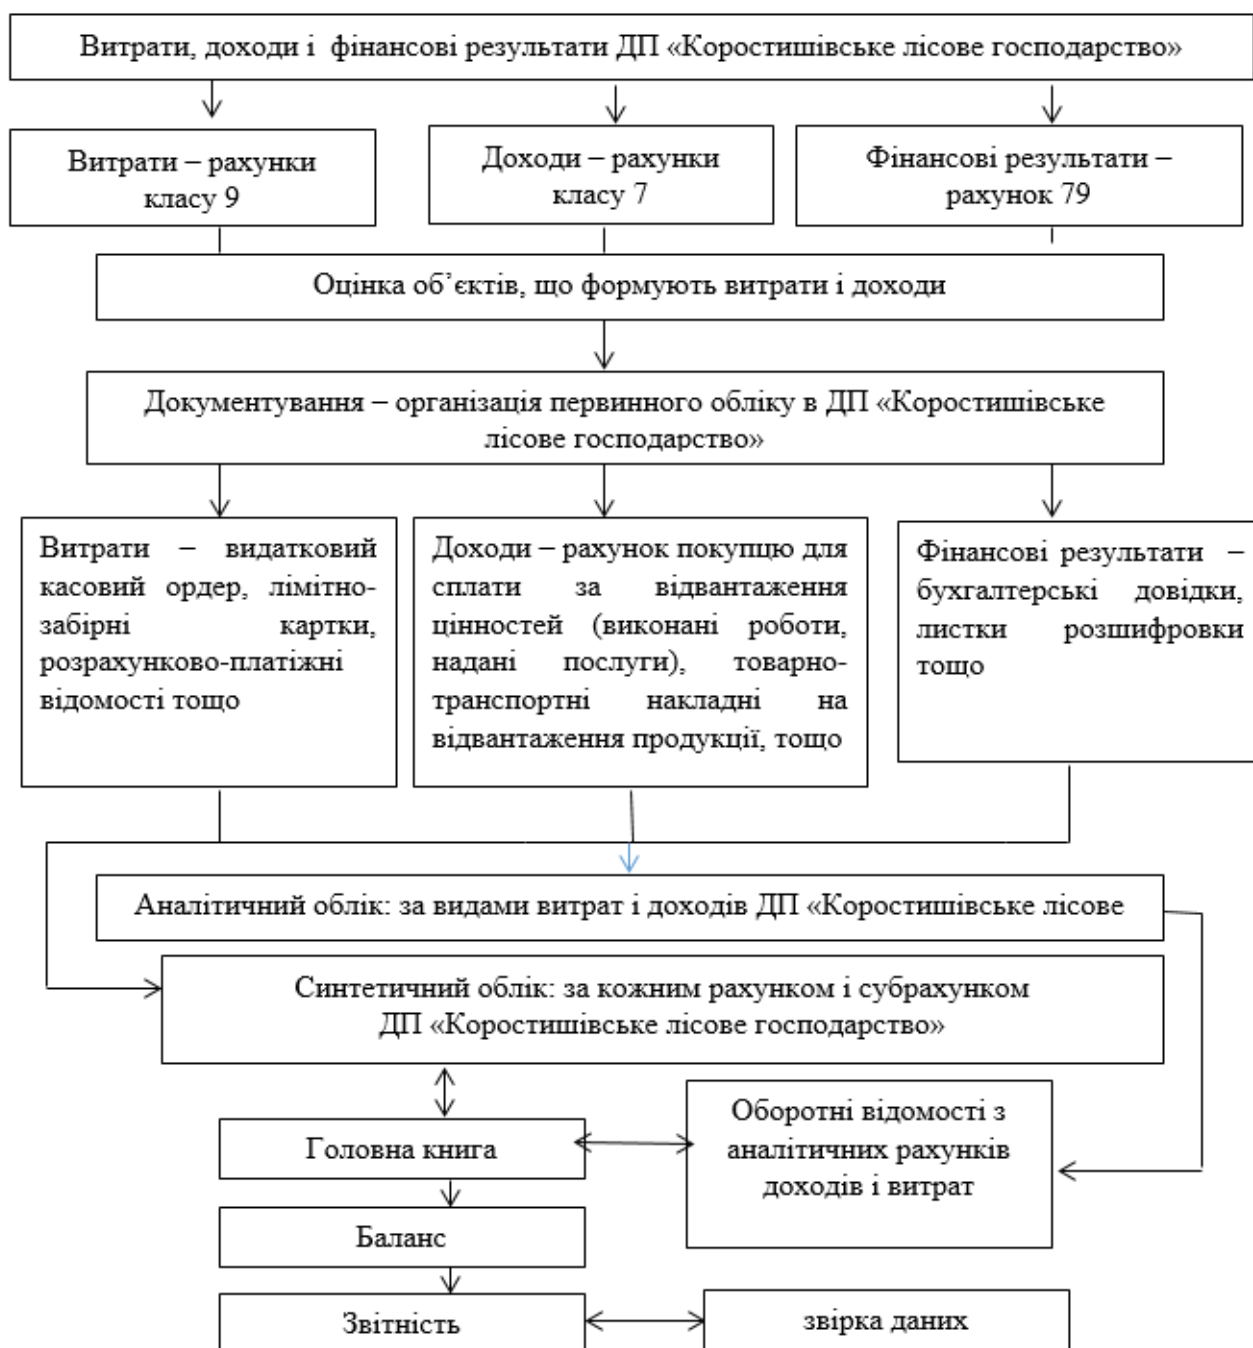 Витрати, доходи і фінансові результати ДП «Коростишівське лісове господарство»
Витрати – рахунки
класу 9
Доходи – рахунки
класу 7
Фінансові результати –
рахунок 79
Оцінка об’єктів, що формують витрати і доходи
Документування – організація первинного обліку в ДП «Коростишівське
лісове господарство»
Витрати – видатковий
касовий ордер, лімітно-
забірні картки,
розрахунково-платіжні
відомості тощо
Доходи – рахунок покупцю для
сплати за відвантаження
цінностей (виконані роботи,
надані послуги), товарно-
транспортні накладні на
відвантаження продукції, тощо
Фінансові результати –
бухгалтерські довідки,
листки розшифровки
тощо
Аналітичний облік: за видами витрат і доходів ДП «Коростишівське лісове
Синтетичний облік: за кожним рахунком і субрахунком
ДП «Коростишівське лісове господарство»
Головна книга
Оборотні відомості з
аналітичних рахунків
доходів і витрат
Баланс
Звітність
звірка даних